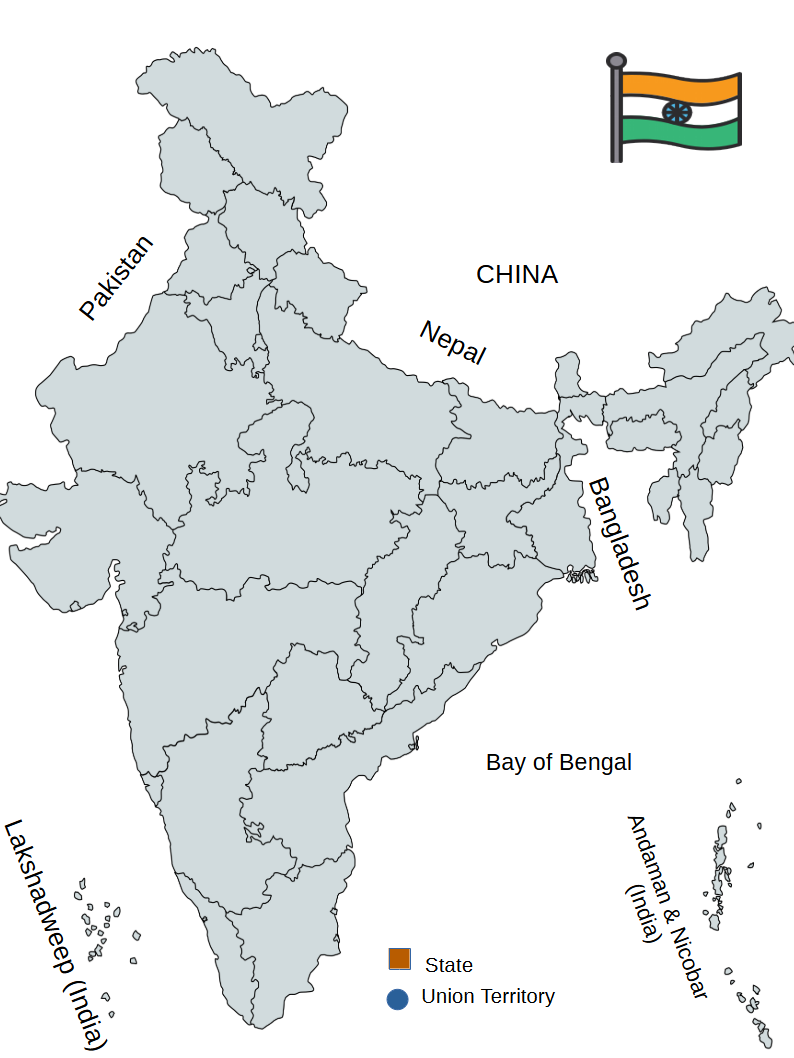 Pakistan
CHINA
Nepal
Bangladesh
Bay of Bengal
Lakshadweep (India)
Andaman & Nicobar
(India)
State
Union Territory